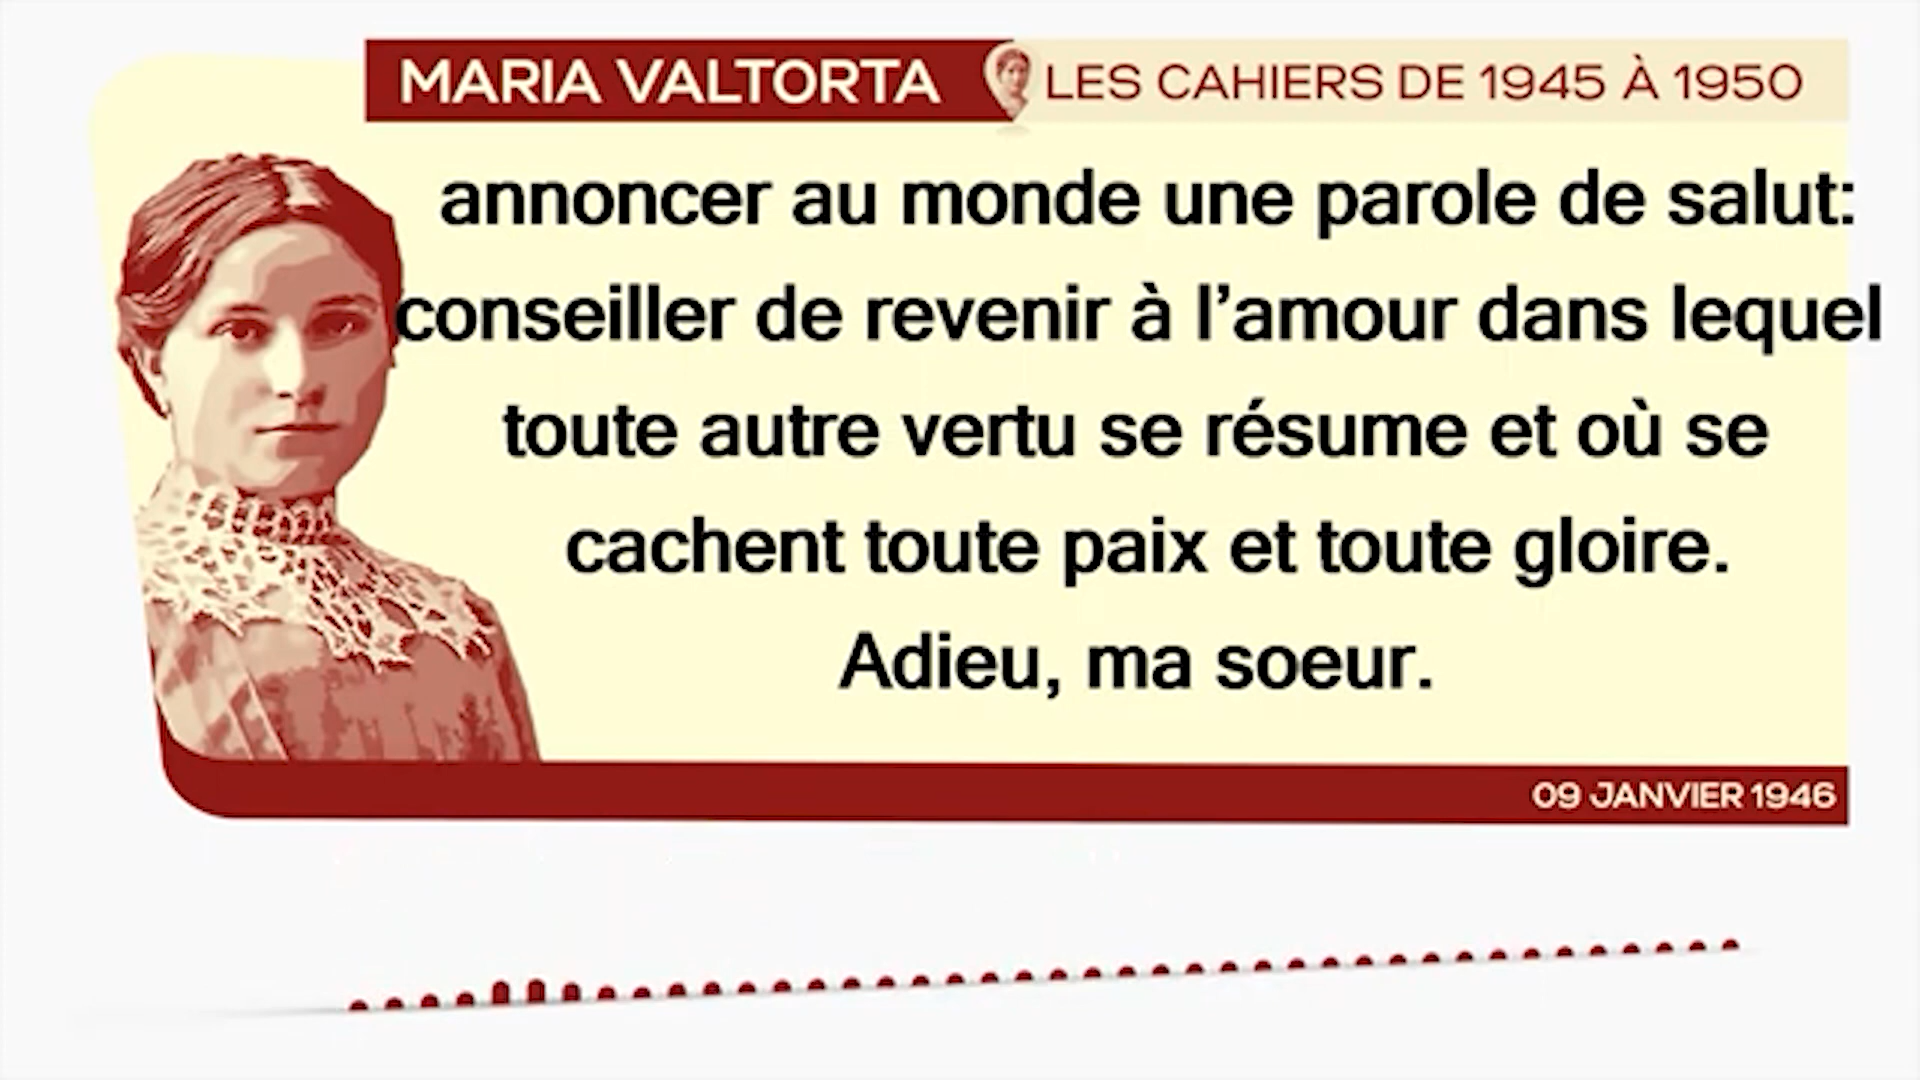 MARIA VALTORTA LES CAHIERS DE 1945 À 1950
annoncer au monde une parole de salut:
conseiller de revenir à l’amour dans lequel
toute autre vertu se résume et où se
cachent toute paix et toute gloire.
Adieu, ma soeur.
09 JANVIER 1946